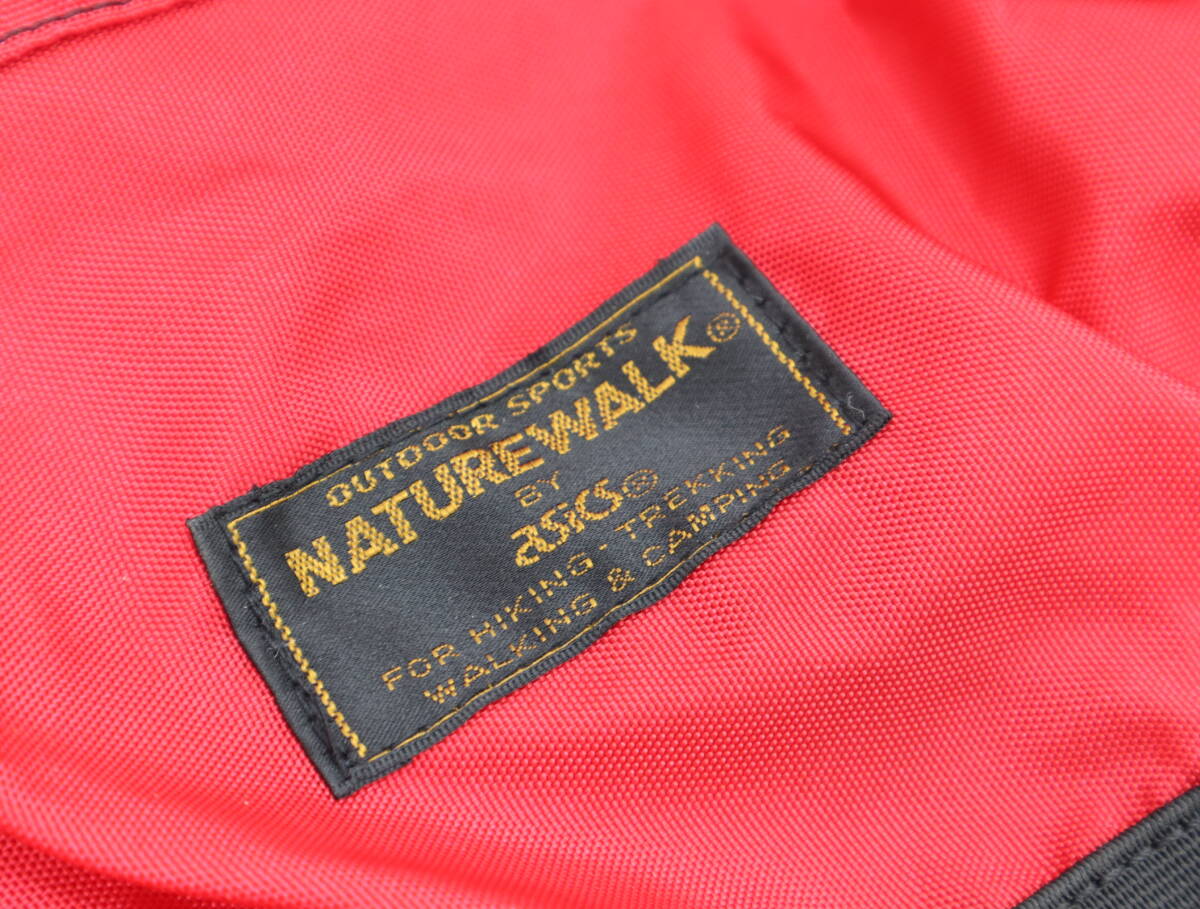 OUTDOOR SPORTS
NATUREWALK®
BY
asics®
FOR HIKING · TREKKING
WALKING & CAMPING